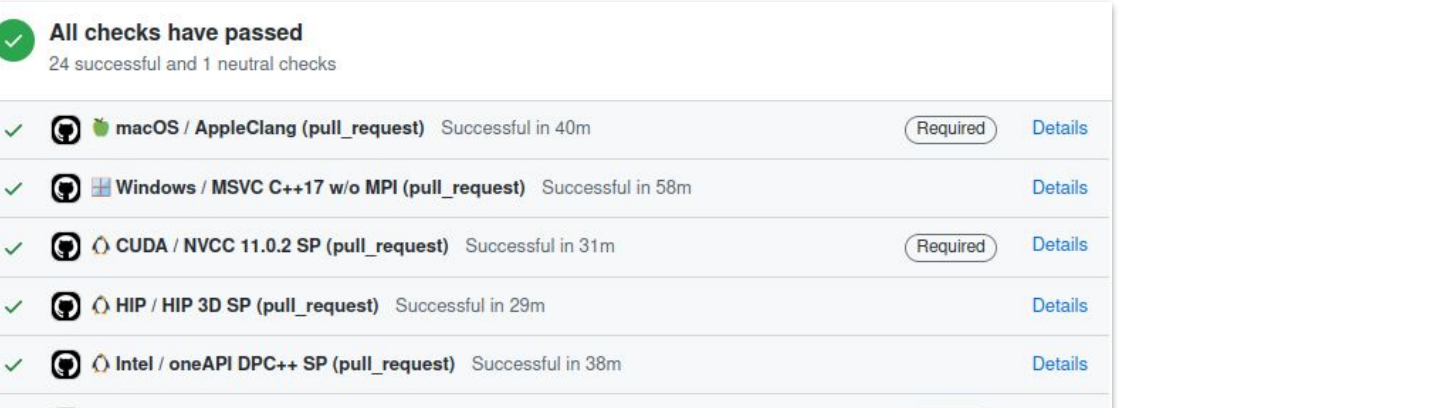 All checks have passed
24 successful and 1 neutral checks
macOS / AppleClang (pull_request) Successful in 40m Required Details
Windows / MSVC C++17 w/o MPI (pull_request) Successful in 58m Details
CUDA / NVCC 11.0.2 SP (pull_request) Successful in 31m Required Details
HIP / HIP 3D SP (pull_request) Successful in 29m Details
Intel / oneAPI DPC++ SP (pull_request) Successful in 38m Details